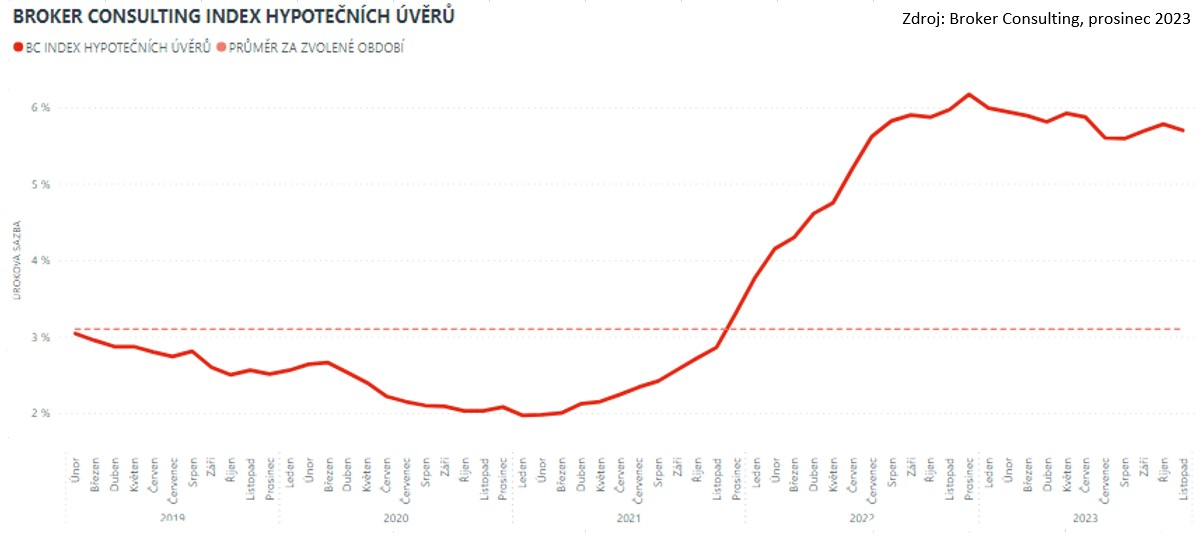 BROKER CONSULTING INDEX HYPOTEČNÍCH ÚVĚRŮ
Zdroj: Broker Consulting, prosinec 2023
BC INDEX HYPOTEČNÍCH ÚVĚRŮ PRŮMĚR ZA ZVOLENÉ OBDOBÍ
6 %
5 %
4 %
3 %
2 %
ÚROKOVÁ SAZBA
Únor
Březen
Duben
Květen
Červen
Červenec
Srpen
Září
Říjen
Listopad
Prosinec
Leden
Únor
Březen
Duben
Květen
Červen
Červenec
Srpen
Září
Říjen
Listopad
Prosinec
Leden
Únor
Březen
Duben
Květen
Červen
Červenec
Srpen
Září
Říjen
Listopad
Prosinec
Leden
Únor
Březen
Duben
Květen
Červen
Červenec
Srpen
Září
Říjen
Listopad
Prosinec
Leden
Únor
Březen
Duben
Květen
Červen
Červenec
Srpen
Září
Říjen
Listopad
2019
2020
2021
2022
2023